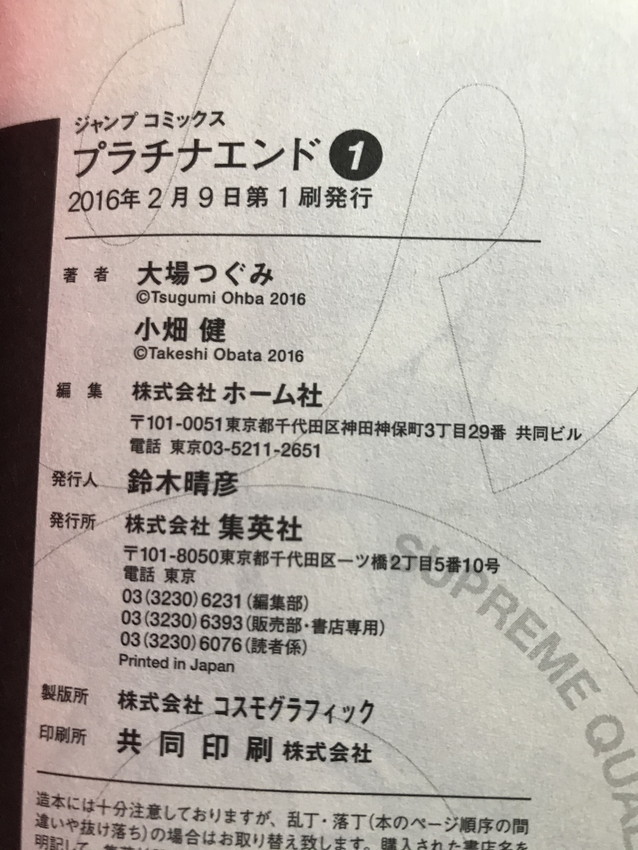 ジャンプ コミックス
プラチナエンド 1
2016年2月9日第1刷発行
著者 大場つぐみ
©Tsugumi Ohba 2016
小畑 健
©Takeshi Obata 2016
編集 株式会社 ホーム社
〒101-0051東京都千代田区神田神保町3丁目29番 共同ビル
電話 東京03-5211-2651
発行人 鈴木晴彦
発行所 株式会社 集英社
〒101-8050東京都千代田区一ツ橋2丁目5番10号
電話 東京
03(3230)6231(編集部)
03(3230)6393(販売部・書店専用)
03(3230)6076(読者係)
Printed in Japan
製版所 株式会社 コスモグラフィック
印刷所 共同印刷株式会社
SUPREME QUA
造本には十分注意しておりますが、乱丁・落丁(本のページ順序の間
違いや抜け落ち)の場合はお取り替え致します。購入された書店名を
明記して、